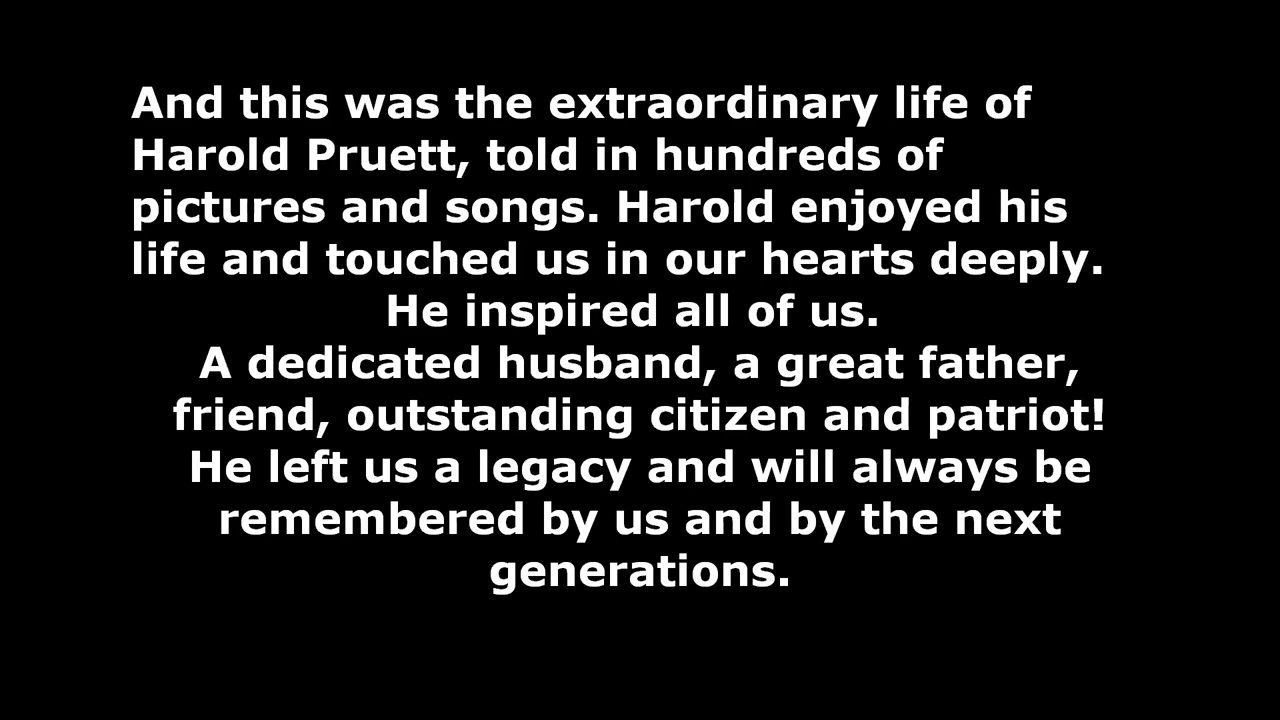 And this was the extraordinary life of
Harold Pruett, told in hundreds of
pictures and songs. Harold enjoyed his
life and touched us in our hearts deeply.
He inspired all of us.
A dedicated husband, a great father,
friend, outstanding citizen and patriot!
He left us a legacy and will always be
remembered by us and by the next
generations.